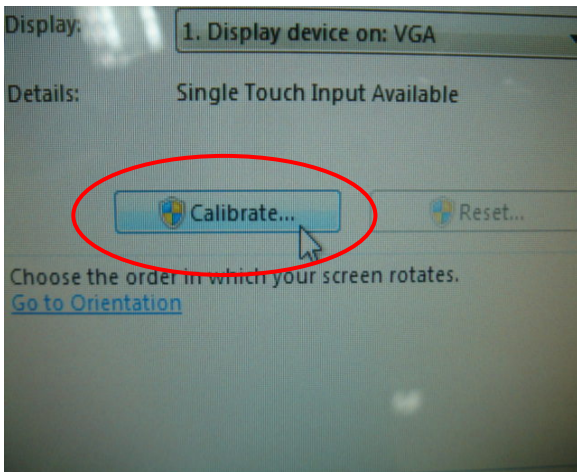 Display: 1. Display device on: VGA
Details: Single Touch Input Available
Calibrate... Reset...
Choose the order in which your screen rotates.
Go to Orientation